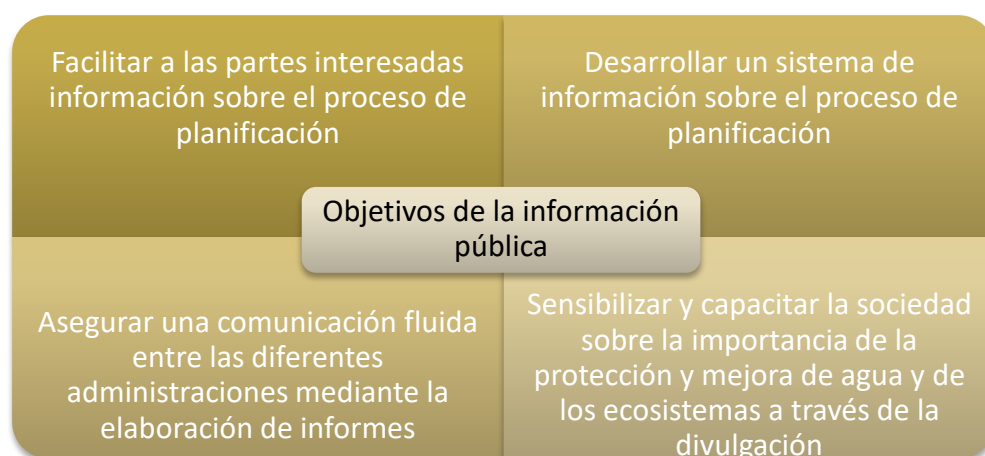 Facilitar a las partes interesadas
información sobre el proceso de
planificación
Desarrollar un sistema de
información sobre el proceso de
planificación
Objetivos de la información
pública
Asegurar una comunicación fluida
entre las diferentes
administraciones mediante la
elaboración de informes
Sensibilizar y capacitar la sociedad
sobre la importancia de la
protección y mejora de agua y de
los ecosistemas a través de la
divulgación